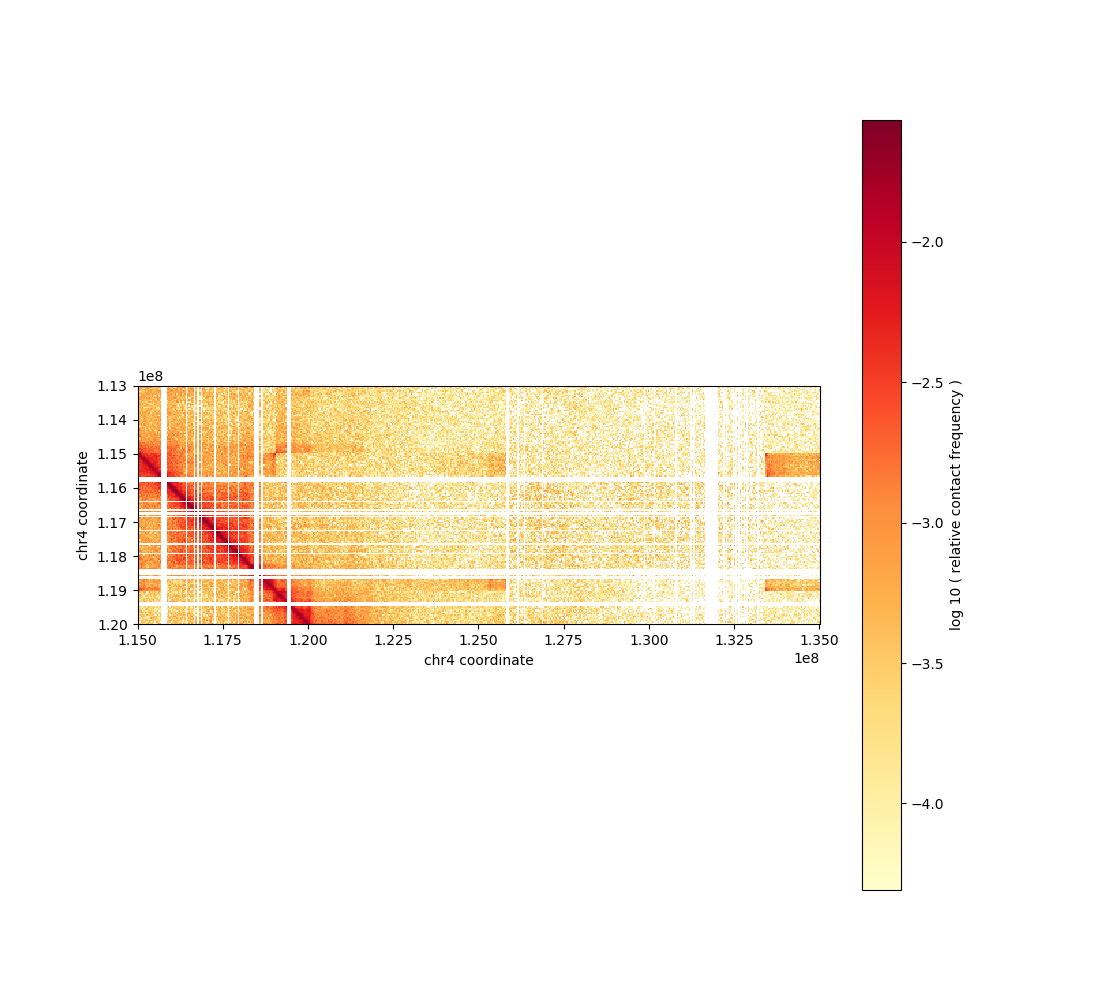 1e8
1.13
1.14
1.15
1.16
1.17
1.18
1.19
1.20
chr4 coordinate
1.150 1.175 1.200 1.225 1.250 1.275 1.300 1.325 1.350
1e8
chr4 coordinate
−2.0
−2.5
−3.0
−3.5
−4.0
log 10 ( relative contact frequency )